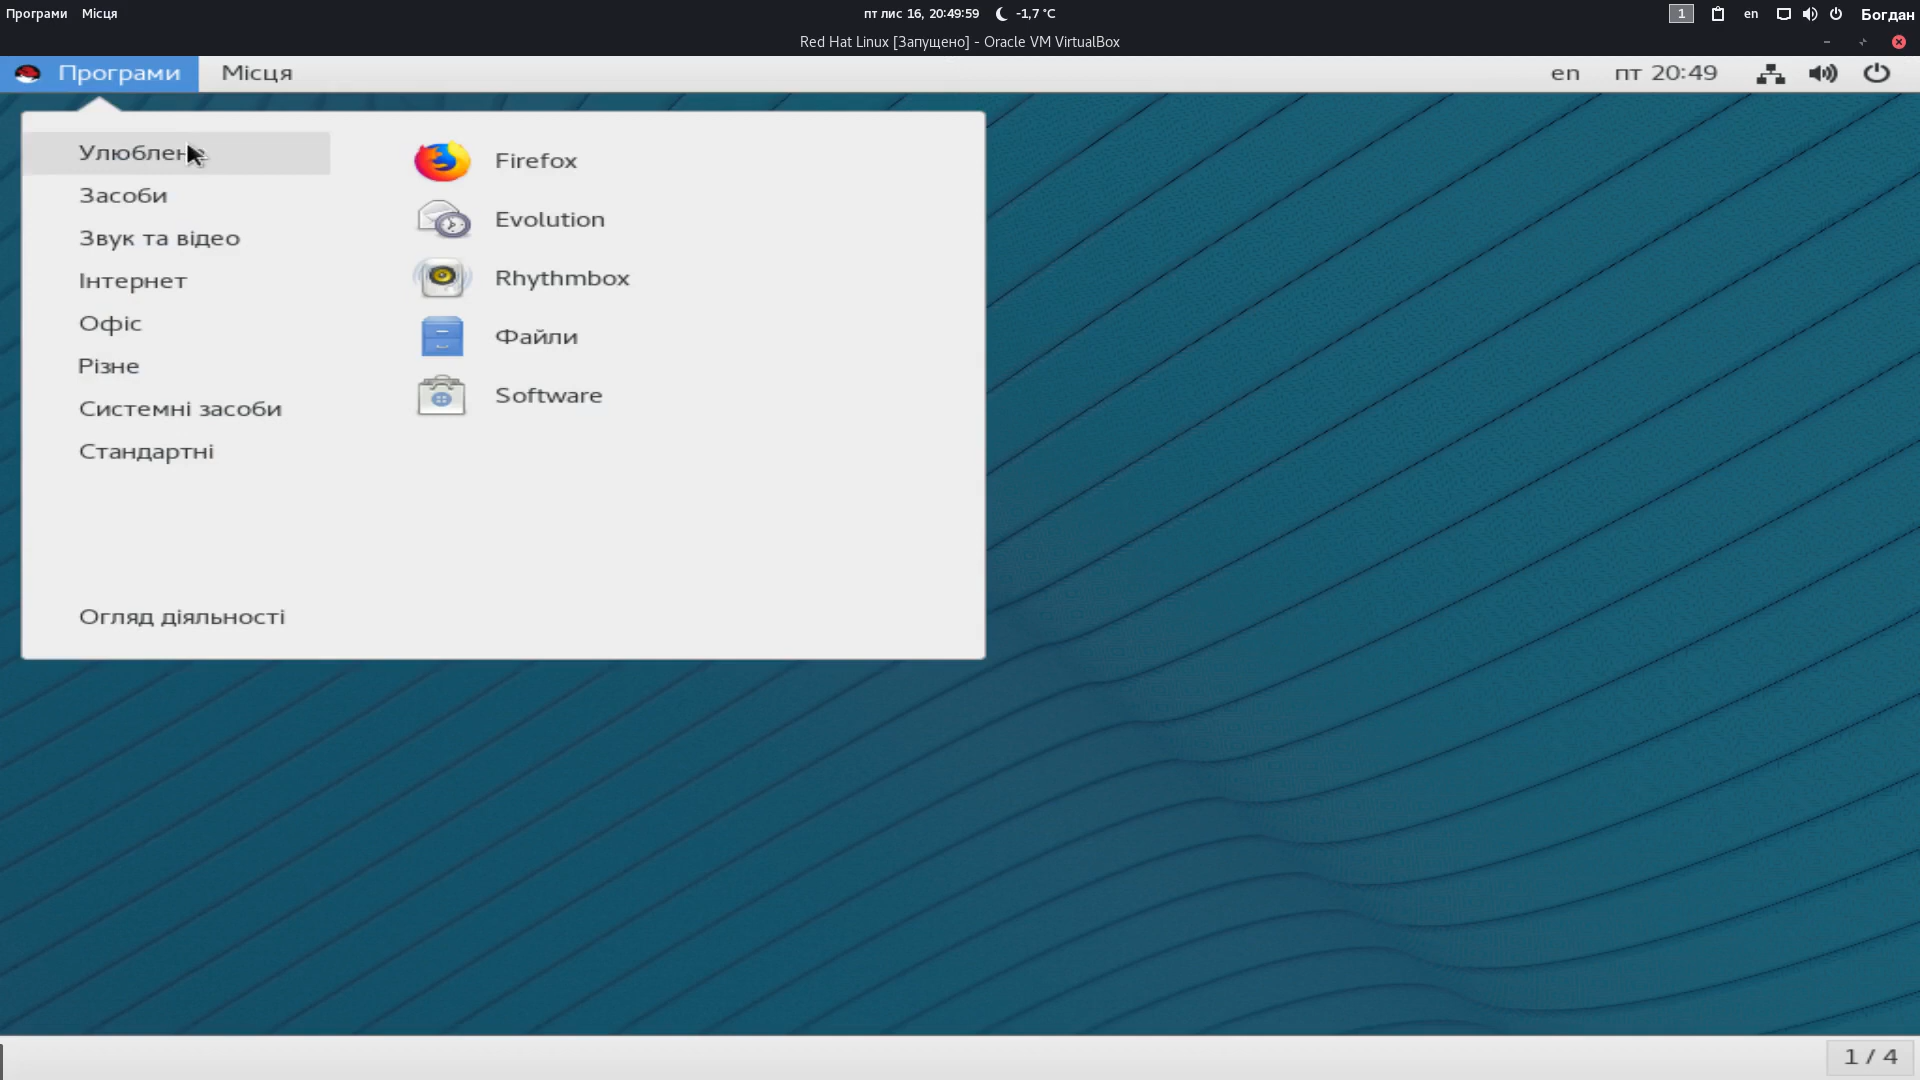 Програми Місця пт лис 16, 20:49:59 -1,7 °C 1 en Богдан
Red Hat Linux [Запущено] - Oracle VM VirtualBox
Програми Місця en пт 20:49
Улюблене
Засоби
Звук та відео
Інтернет
Офіс
Різне
Системні засоби
Стандартні
Огляд діяльності
Firefox
Evolution
Rhythmbox
Файли
Software
1 / 4